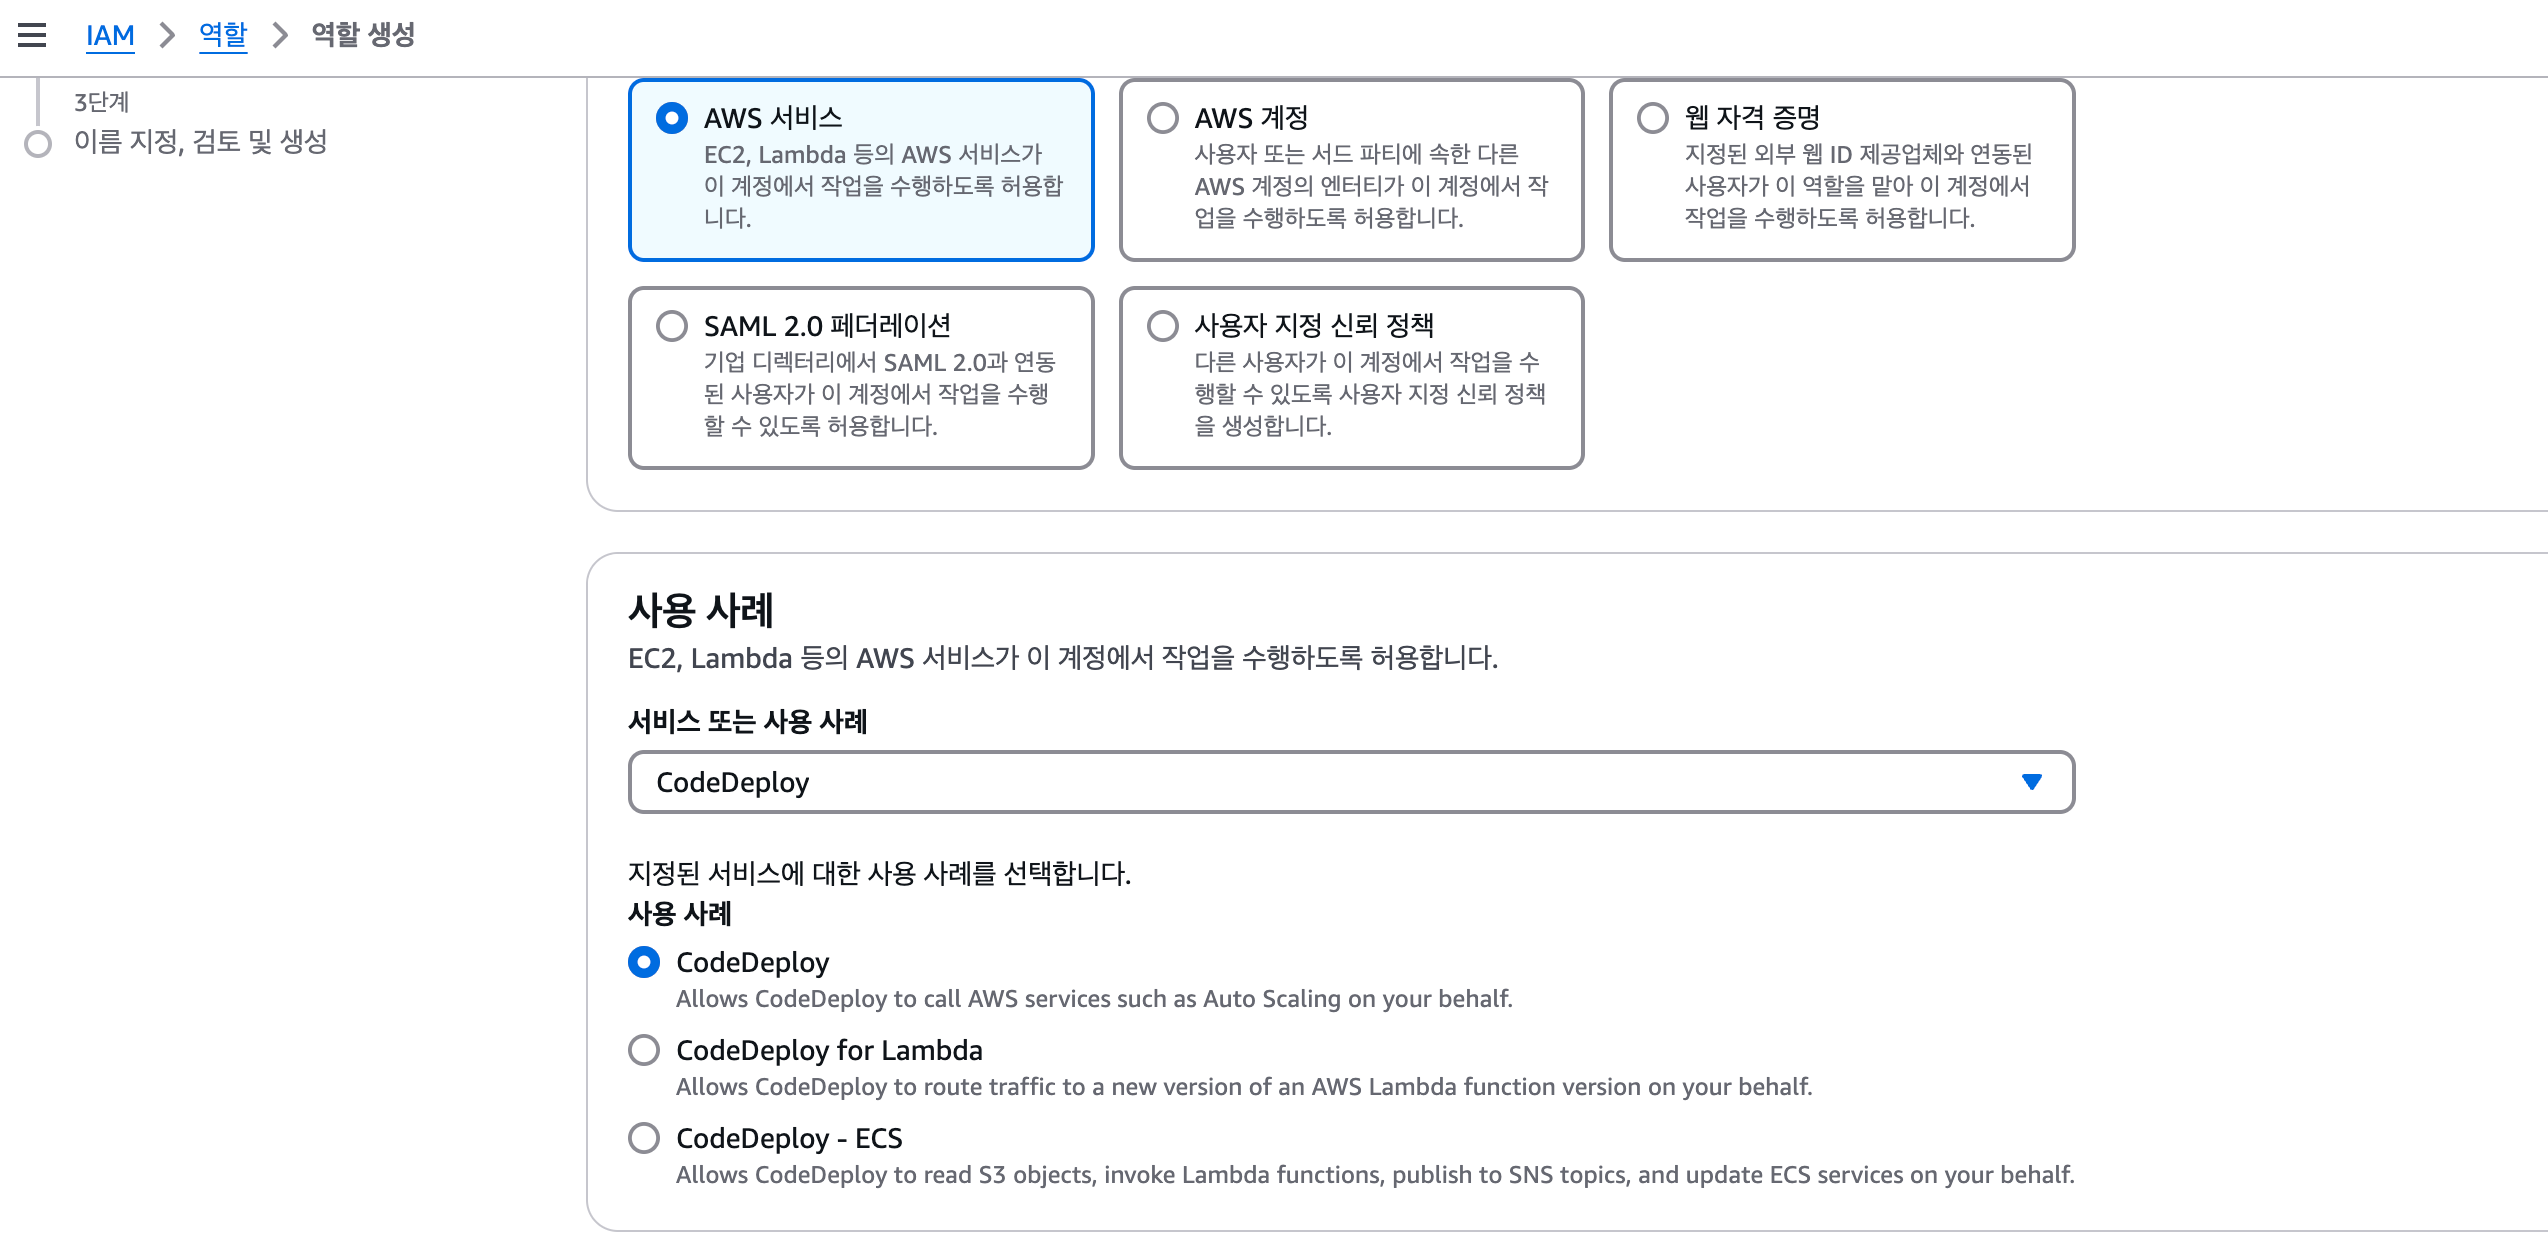 IAM > 역할 > 역할 생성
3단계
이름 지정, 검토 및 생성
AWS 서비스
EC2, Lambda 등의 AWS 서비스가
이 계정에서 작업을 수행하도록 허용합
니다.
AWS 계정
사용자 또는 서드 파티에 속한 다른
AWS 계정의 엔터티가 이 계정에서 작
업을 수행하도록 허용합니다.
웹 자격 증명
지정된 외부 웹 ID 제공업체와 연동된
사용자가 이 역할을 맡아 이 계정에서
작업을 수행하도록 허용합니다.
SAML 2.0 페더레이션
기업 디렉터리에서 SAML 2.0과 연동
된 사용자가 이 계정에서 작업을 수행
할 수 있도록 허용합니다.
사용자 지정 신뢰 정책
다른 사용자가 이 계정에서 작업을 수
행할 수 있도록 사용자 지정 신뢰 정책
을 생성합니다.
사용 사례
EC2, Lambda 등의 AWS 서비스가 이 계정에서 작업을 수행하도록 허용합니다.
서비스 또는 사용 사례
CodeDeploy
지정된 서비스에 대한 사용 사례를 선택합니다.
사용 사례
CodeDeploy
Allows CodeDeploy to call AWS services such as Auto Scaling on your behalf.
CodeDeploy for Lambda
Allows CodeDeploy to route traffic to a new version of an AWS Lambda function version on your behalf.
CodeDeploy - ECS
Allows CodeDeploy to read S3 objects, invoke Lambda functions, publish to SNS topics, and update ECS services on your behalf.